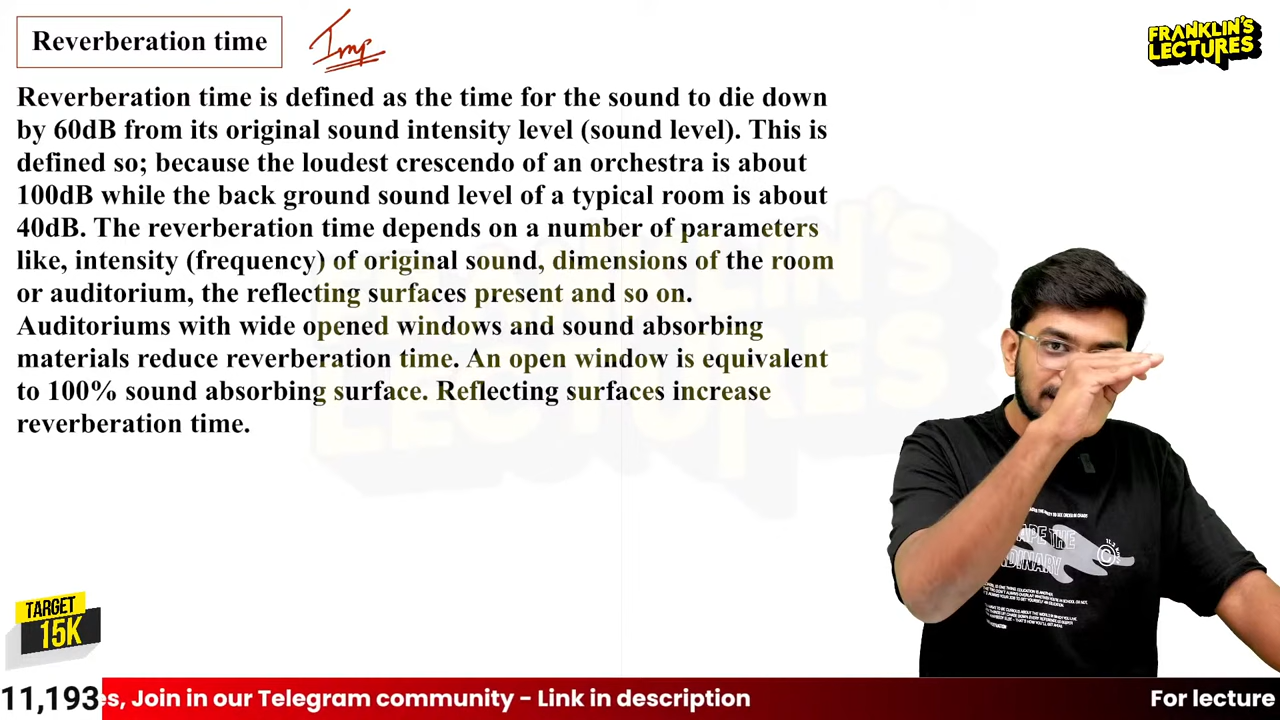 Reverberation time
Imp
FRANKLIN'S
LECTURES
Reverberation time is defined as the time for the sound to die down
by 60dB from its original sound intensity level (sound level). This is
defined so; because the loudest crescendo of an orchestra is about
100dB while the back ground sound level of a typical room is about
40dB. The reverberation time depends on a number of parameters
like, intensity (frequency) of original sound, dimensions of the room
or auditorium, the reflecting surfaces present and so on.
Auditoriums with wide opened windows and sound absorbing
materials reduce reverberation time. An open window is equivalent
to 100% sound absorbing surface. Reflecting surfaces increase
reverberation time.
FRANKLIN'S
LECTURES
TARGET
15K
11,193
es, Join in our Telegram community - Link in description
For lecture